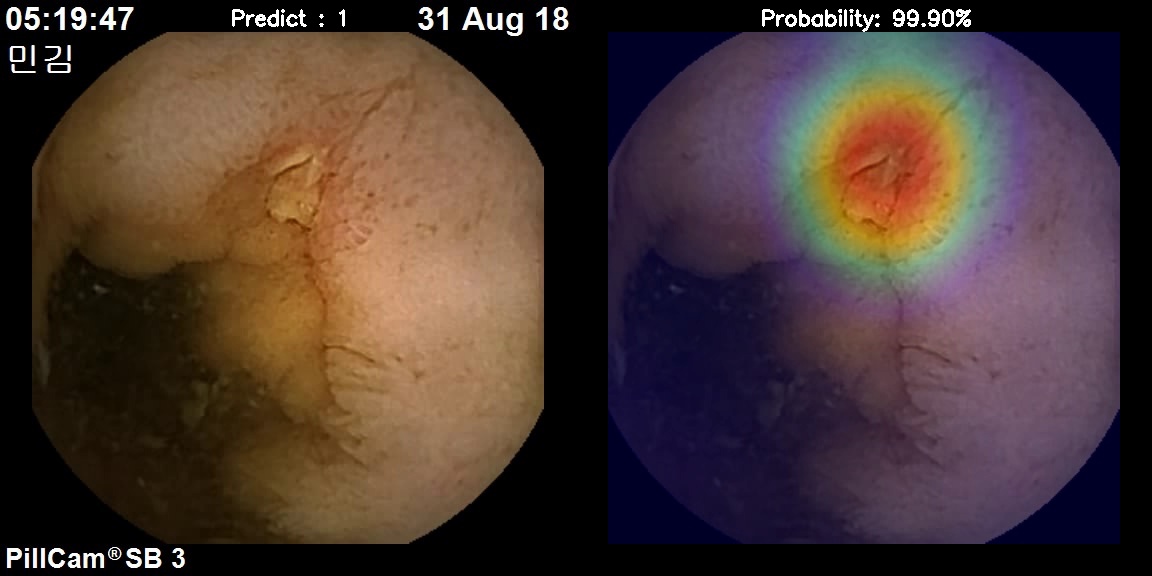 05:19:47
Predict : 1
31 Aug 18
Probability: 99.90%
민김
PillCam® SB 3